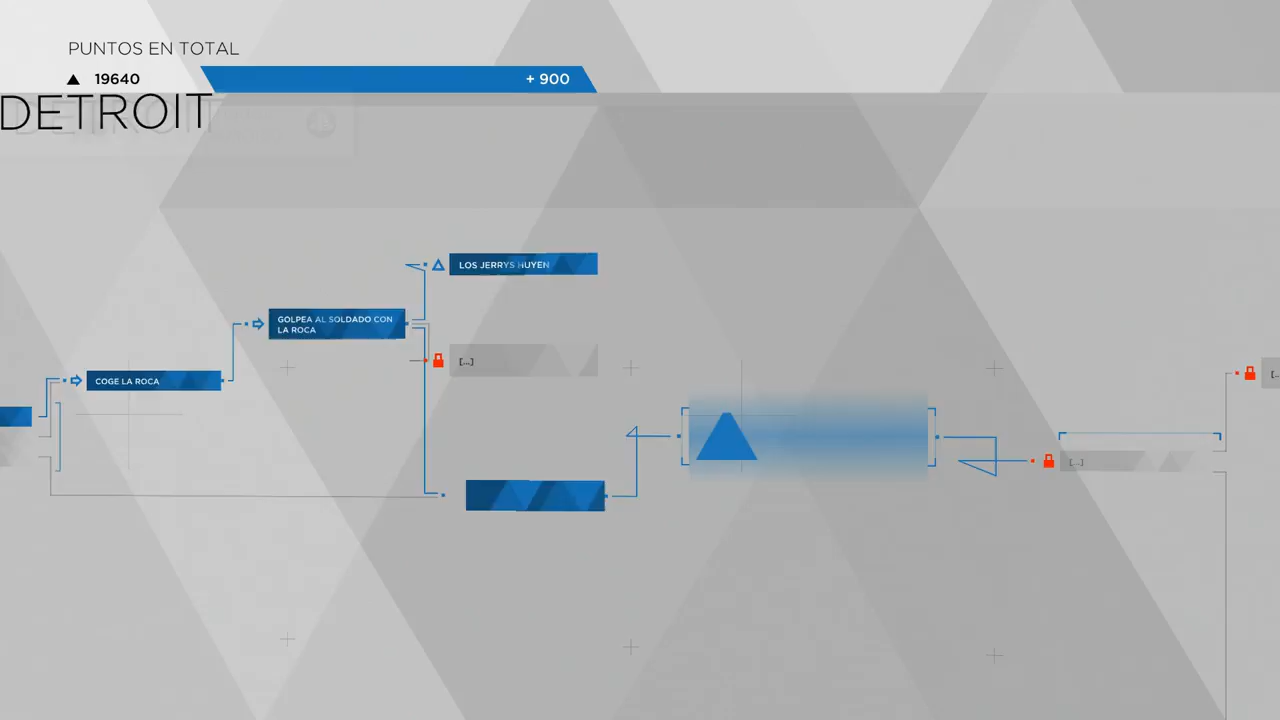 PUNTOS EN TOTAL
19640
+ 900
DETROIT
LOS JERRYS HUYEN
GOLPEA AL SOLDADO CON
LA ROCA
[...]
COGE LA ROCA
[...]